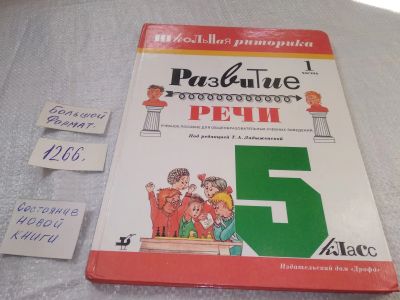 Школьная риторика
1
часть
Развитие
РЕЧИ
УЧЕБНОЕ ПОСОБИЕ ДЛЯ ОБЩЕОБРАЗОВАТЕЛЬНЫХ УЧЕБНЫХ ЗАВЕДЕНИЙ
Под редакцией Т. А. Ладыженской
5
класс
Издательский дом «Дрофа»
БОЛЬШОЙ
ФОРМАТ.
1266.
Состояние
НОВОЙ
КНИГИ